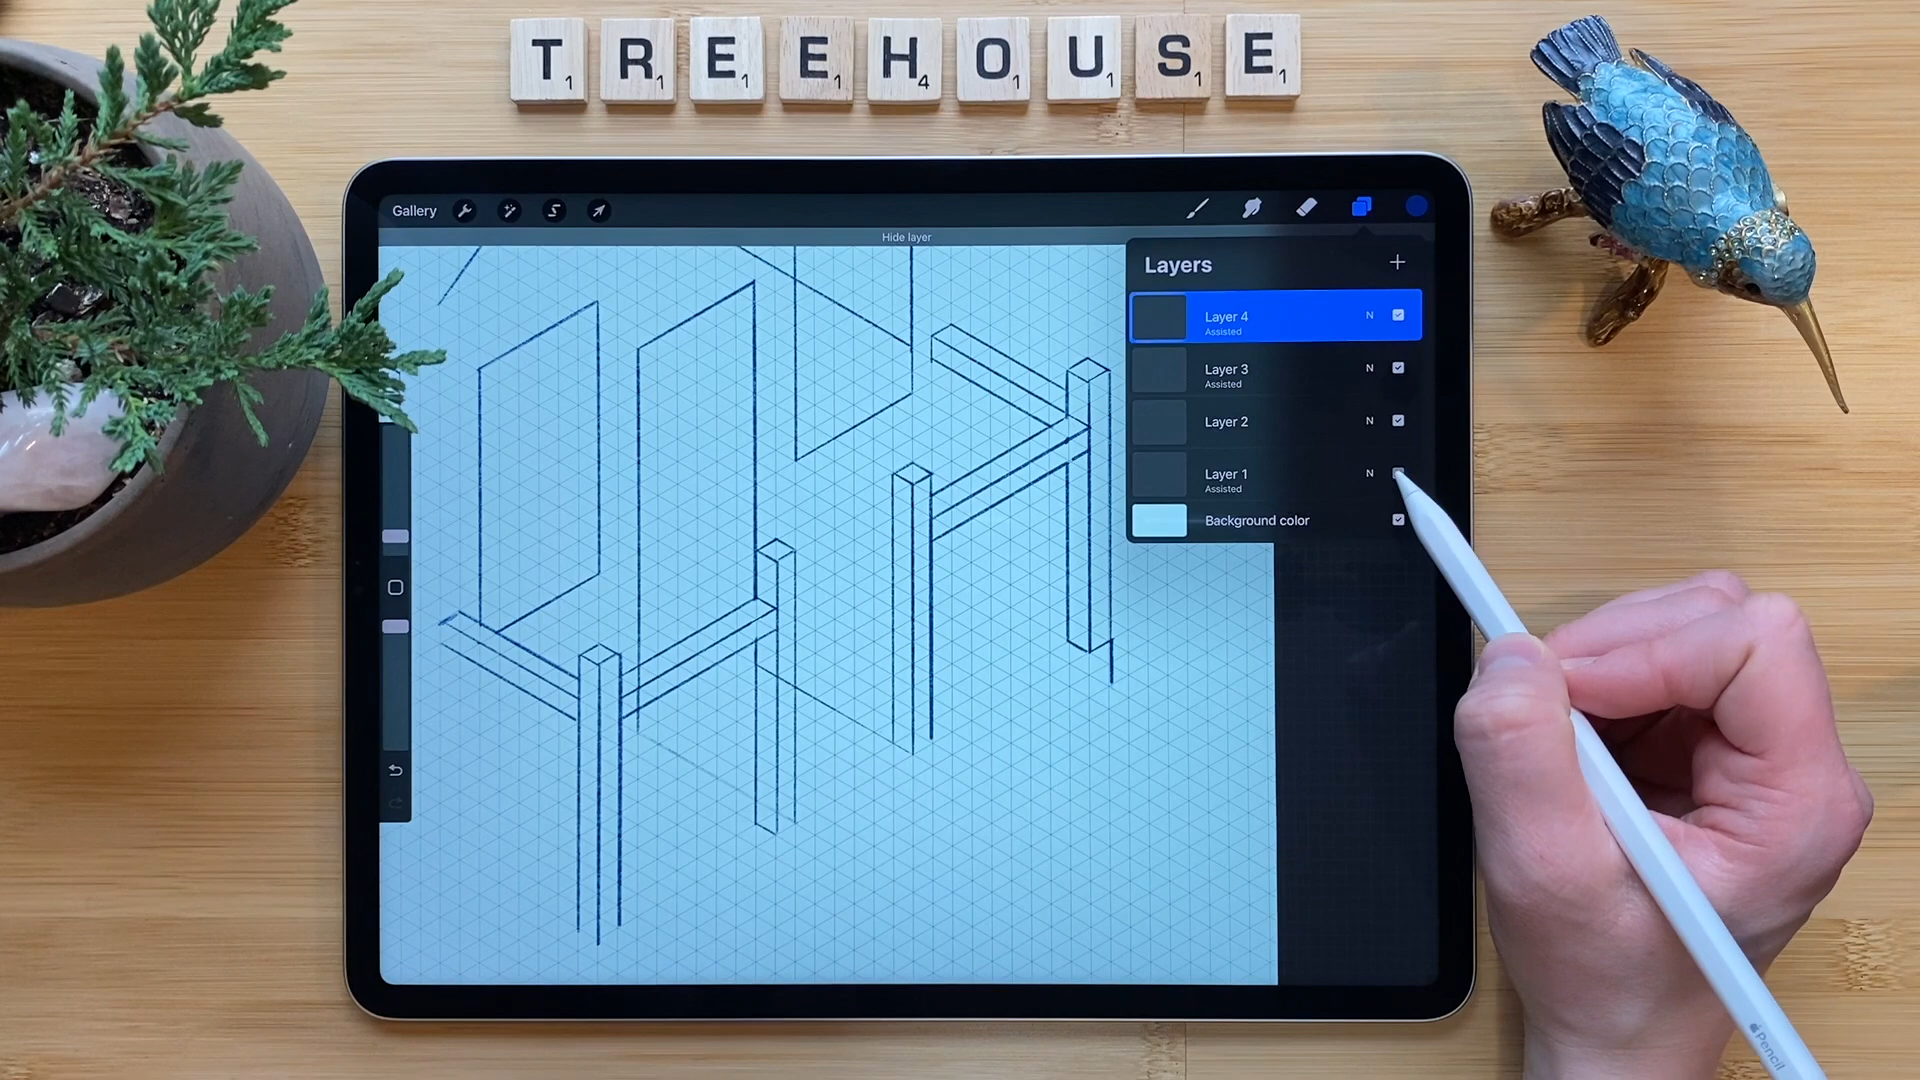 T1 R1 E1 E1 H4 O1 U1 S1 E1
Gallery
Hide layer
Layers
Layer 4 N
Assisted
Layer 3 N
Assisted
Layer 2 N
Layer 1 N
Assisted
Background color
Pencil